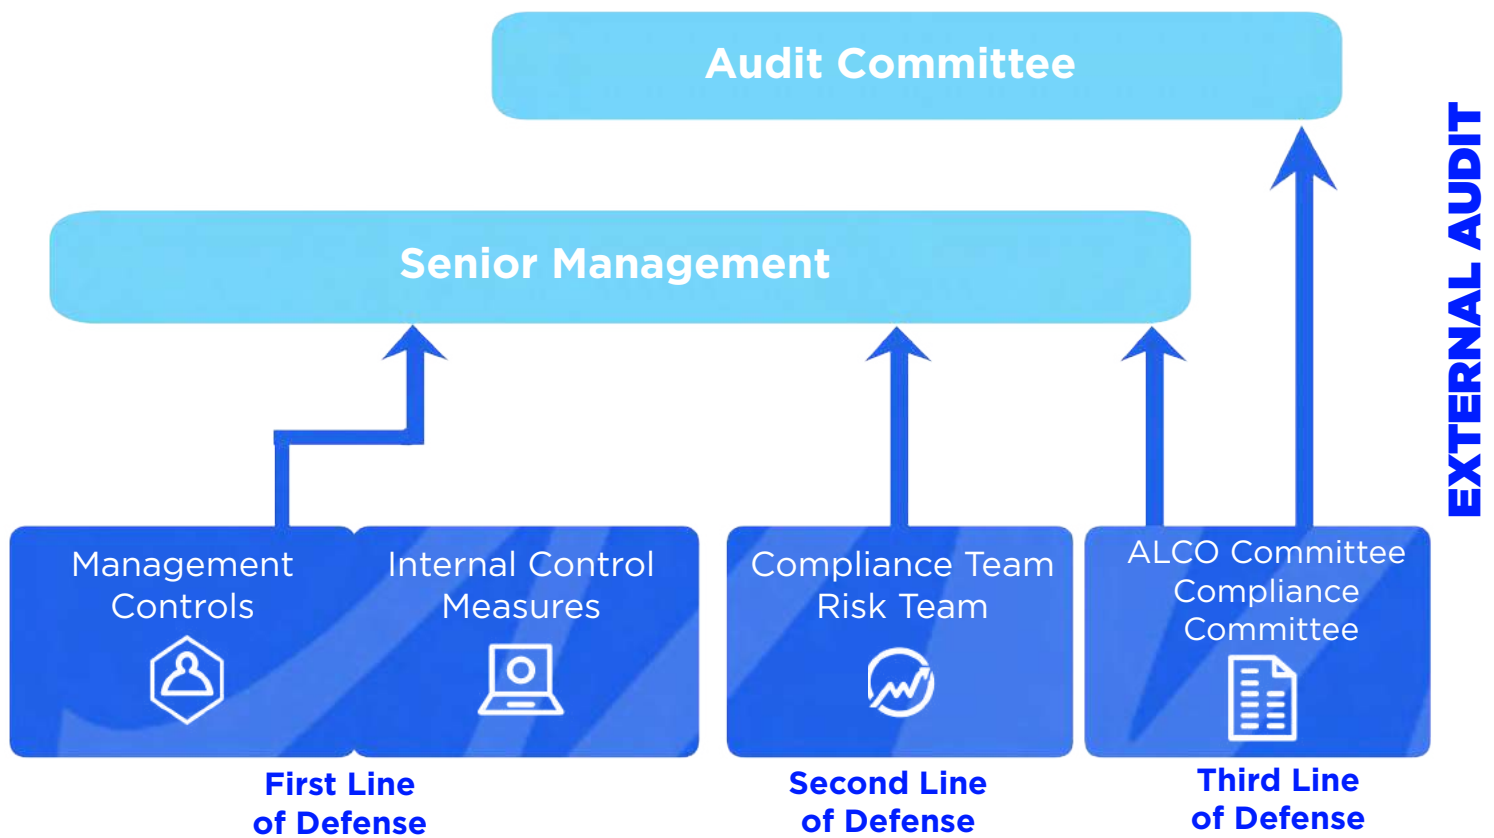 Audit Committee
EXTERNAL AUDIT
Senior Management
Management
Controls
Internal Control
Measures
Compliance Team
Risk Team
ALCO Committee
Compliance
Committee
First Line
of Defense
Second Line
of Defense
Third Line
of Defense